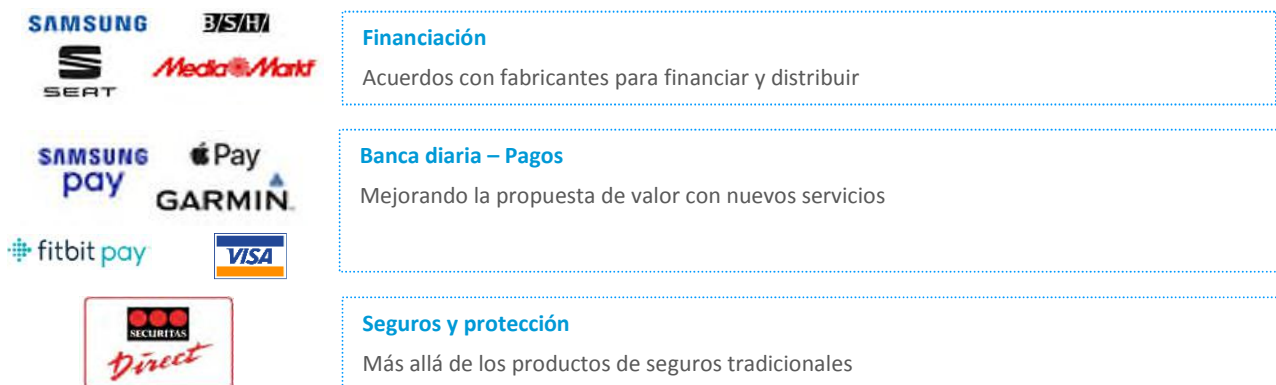 SAMSUNG B/S/H/
SEAT Media Markt
Financiación
Acuerdos con fabricantes para financiar y distribuir
SAMSUNG pay Pay
GARMIN
fitbit pay VISA
Banca diaria – Pagos
Mejorando la propuesta de valor con nuevos servicios
SECURITAS
Direct
Seguros y protección
Más allá de los productos de seguros tradicionales